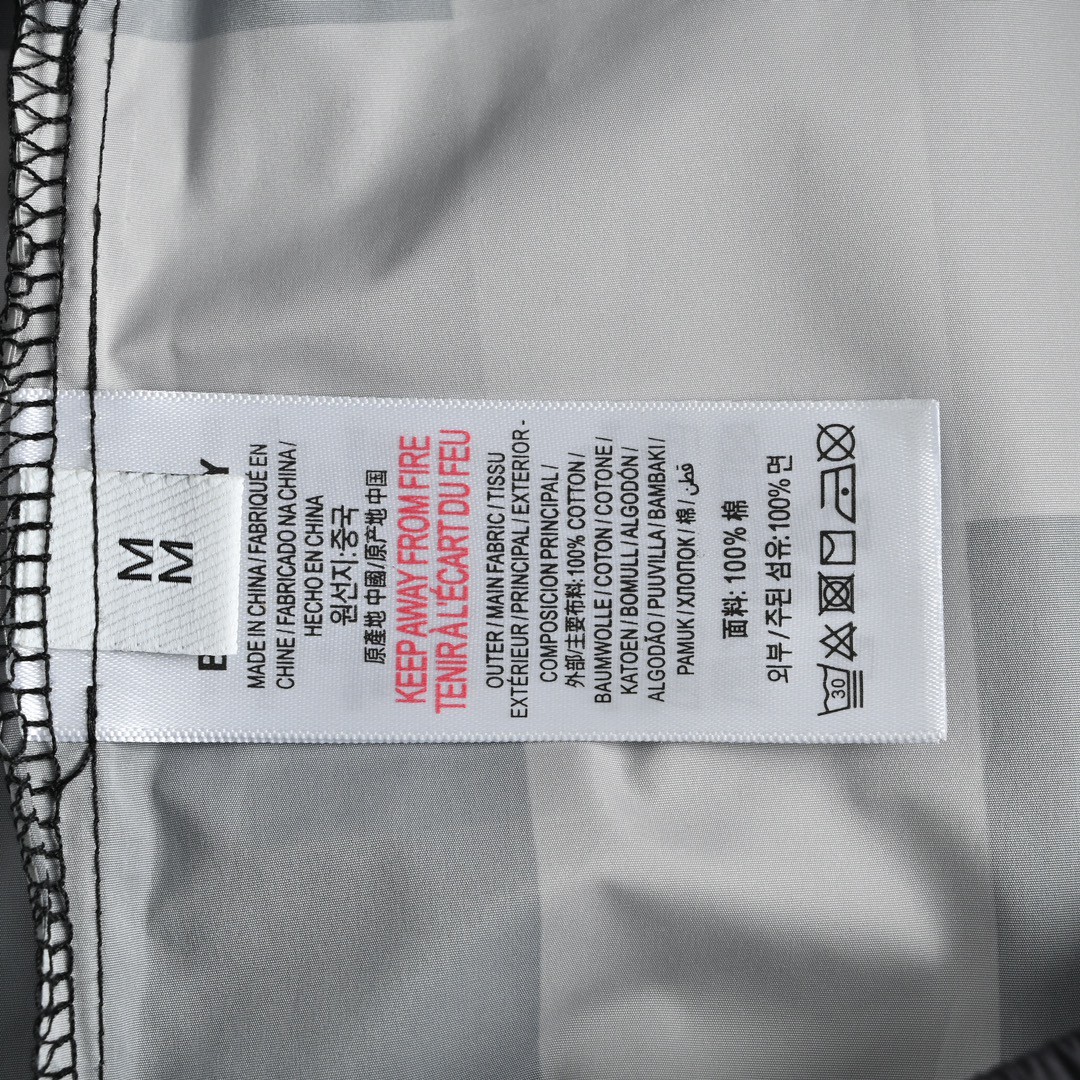 M
M
MADE IN CHINA / FABRIQUÉ EN
CHINE / FABRICADO NA CHINA /
HECHO EN CHINA
원선지:중국
原產地 中國/原产地 中国
KEEP AWAY FROM FIRE
TENIR À L'ÉCART DU FEU
OUTER / MAIN FABRIC / TISSU
EXTÉRIEUR / PRINCIPAL / EXTERIOR -
COMPOSICION PRINCIPAL /
外部/主要布料: 100% COTTON /
BAUMWOLLE / COTON / COTONE /
KATOEN / BOMULL / ALGODÓN /
ALGODÃO / PUUVILLA / BAMBAKI /
PAMUK / ХЛОПОК / 棉 / قطن
面料: 100% 棉
외부/주된 섬유:100% 면
30